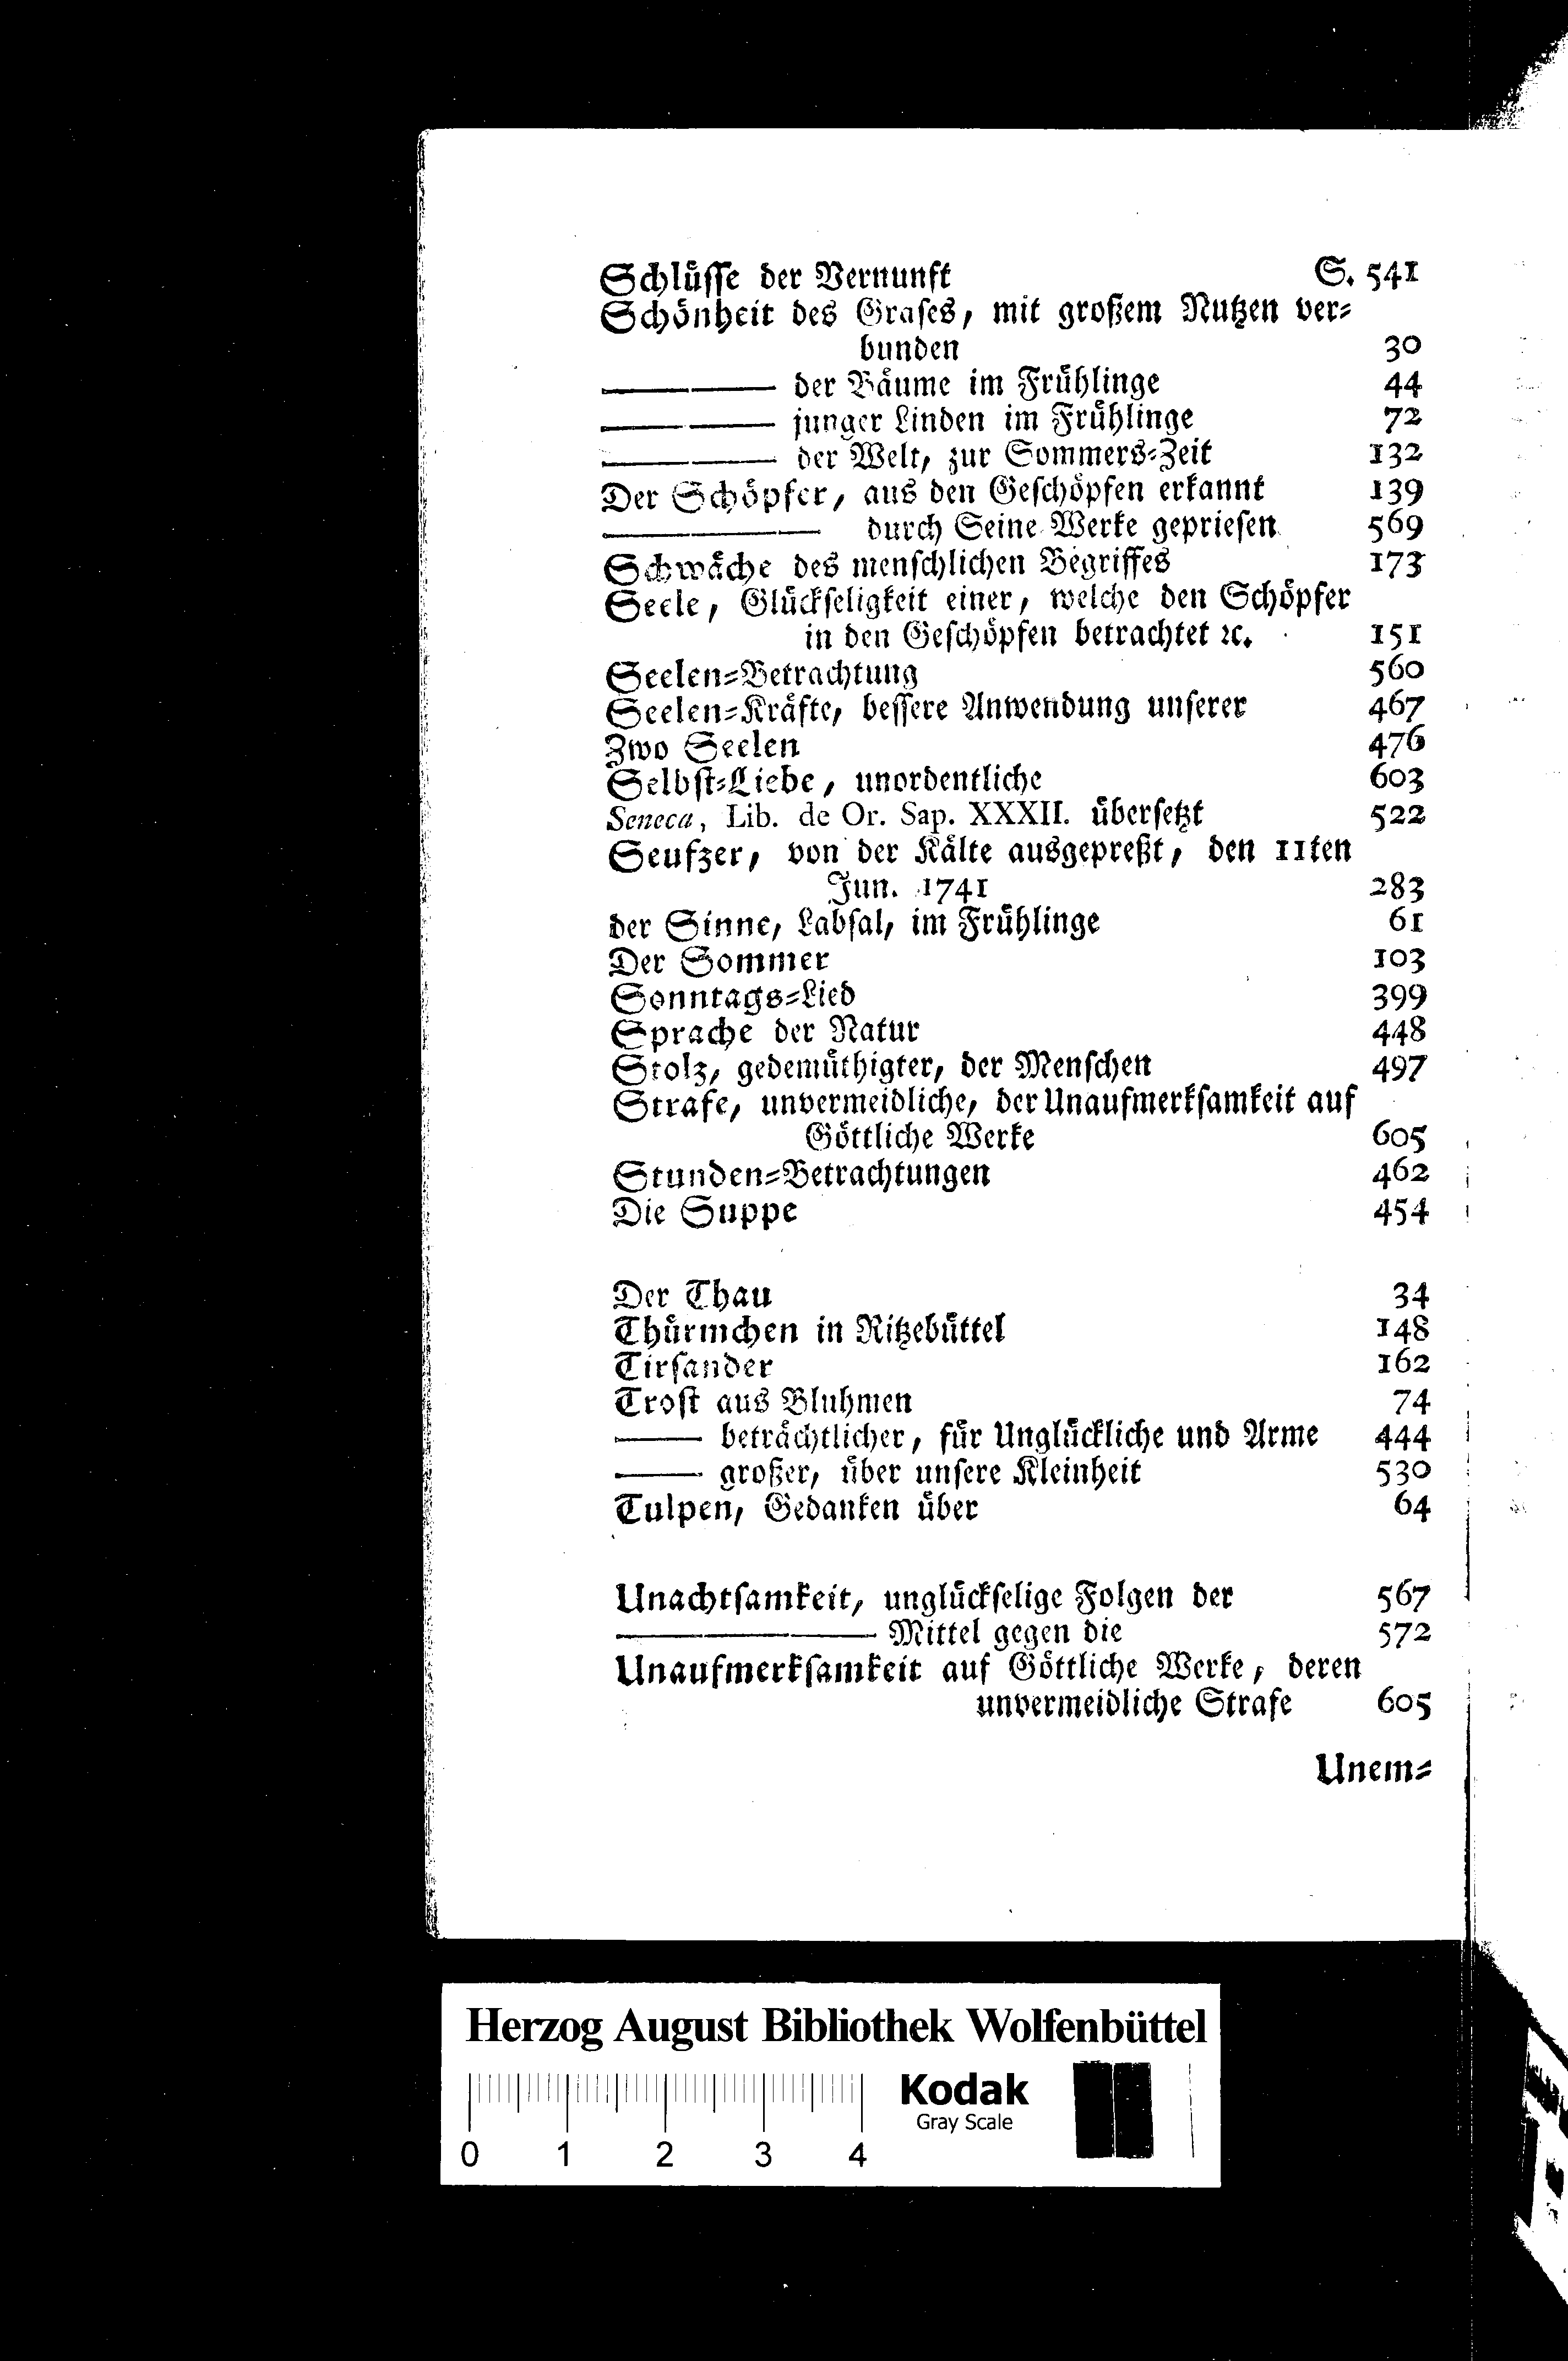 Schlüſſe der Vernunft S. 541
Schönheit des Graſes, mit großem Nutzen ver⸗
bunden 30
——— der Bäume im Frühlinge 44
——— junger Linden im Frühlinge 72
——— der Welt, zur Sommers⸗Zeit 132
Der Schöpfer, aus den Geſchöpfen erkannt 139
——— durch Seine Werke geprieſen 569
Schwäche des menſchlichen Begriffes 173
Seele, Glückſeligkeit einer, welche den Schöpfer
in den Geſchöpfen betrachtet ꝛc. 151
Seelen⸗Betrachtung 560
Seelen⸗Kräfte, beſſere Anwendung unſerer 467
Zwo Seelen 476
Selbſt⸗Liebe, unordentliche 603
Seneca, Lib. de Or. Sap. XXXII. überſetzt 522
Seufzer, von der Kälte ausgepreßt, den 11ten
Jun. 1741 283
der Sinne, Labſal, im Frühlinge 61
Der Sommer 103
Sonntags⸗Lied 399
Sprache der Natur 448
Stolz, gedemüthigter, der Menſchen 497
Strafe, unvermeidliche, der Unaufmerkſamkeit auf
Göttliche Werke 605
Stunden⸗Betrachtungen 462
Die Suppe 454
Der Thau 34
Thürmchen in Ritzebüttel 148
Tirſander 162
Troſt aus Bluhmen 74
—— beträchtlicher, für Unglückliche und Arme 444
—— großer, über unſere Kleinheit 530
Tulpen, Gedanken über 64
Unachtſamkeit, unglückſelige Folgen der 567
——— Mittel gegen die 572
Unaufmerkſamkeit auf Göttliche Werke, deren
unvermeidliche Strafe 605
Unem⸗
Herzog August Bibliothek Wolfenbüttel
Kodak
Gray Scale
0 1 2 3 4